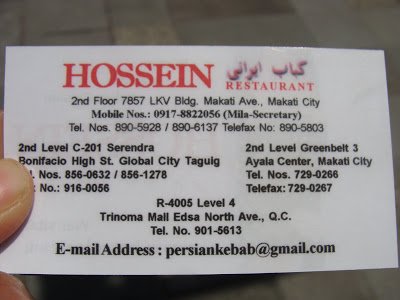 HOSSEIN کباب ایرانی
RESTAURANT
2nd Floor 7857 LKV Bldg. Makati Ave., Makati City
Mobile Nos.: 0917-8822056 (Mila-Secretary)
Tel. Nos. 890-5928 / 890-6137 Telefax No: 890-5803
2nd Level C-201 Serendra
Bonifacio High St. Global City Taguig
Tel. Nos. 856-0632 / 856-1278
x No.: 916-0056
2nd Level Greenbelt 3
Ayala Center, Makati City
Tel. Nos. 729-0266
Telefax: 729-0267
R-4005 Level 4
Trinoma Mall Edsa North Ave., Q.C.
Tel. No. 901-5613
E-mail Address : persiankebab@gmail.com